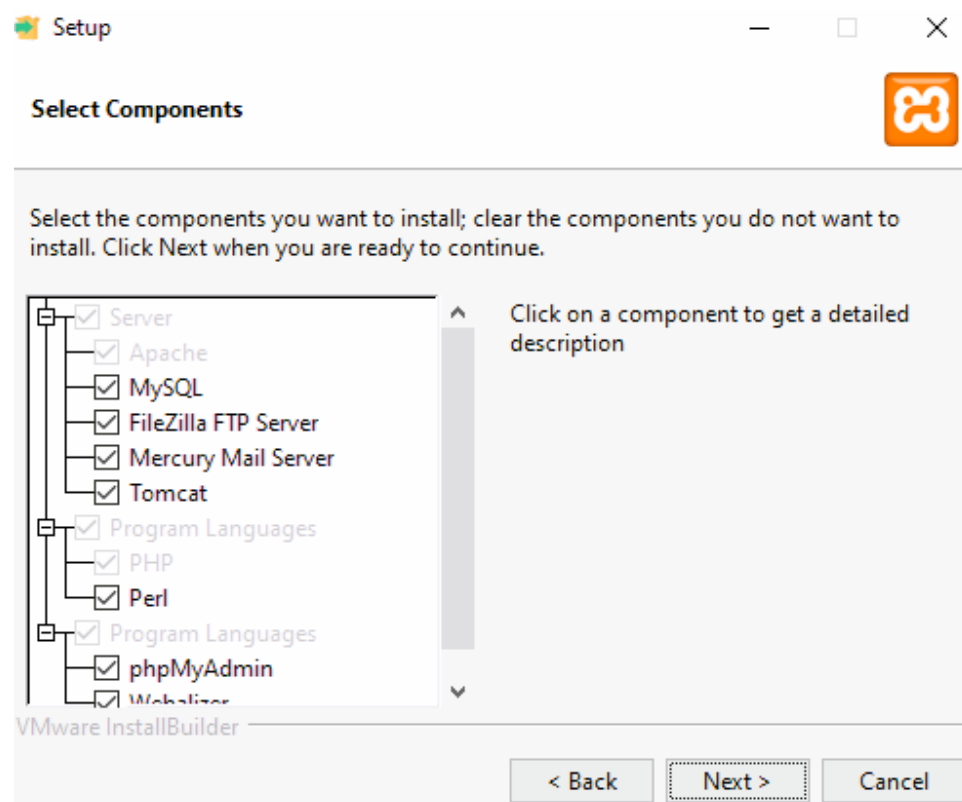 Setup
Select Components
Select the components you want to install; clear the components you do not want to
install. Click Next when you are ready to continue.
Server
Apache
MySQL
FileZilla FTP Server
Mercury Mail Server
Tomcat
Program Languages
PHP
Perl
Program Languages
phpMyAdmin
Webalizer
Click on a component to get a detailed
description
VMware InstallBuilder
< Back
Next >
Cancel